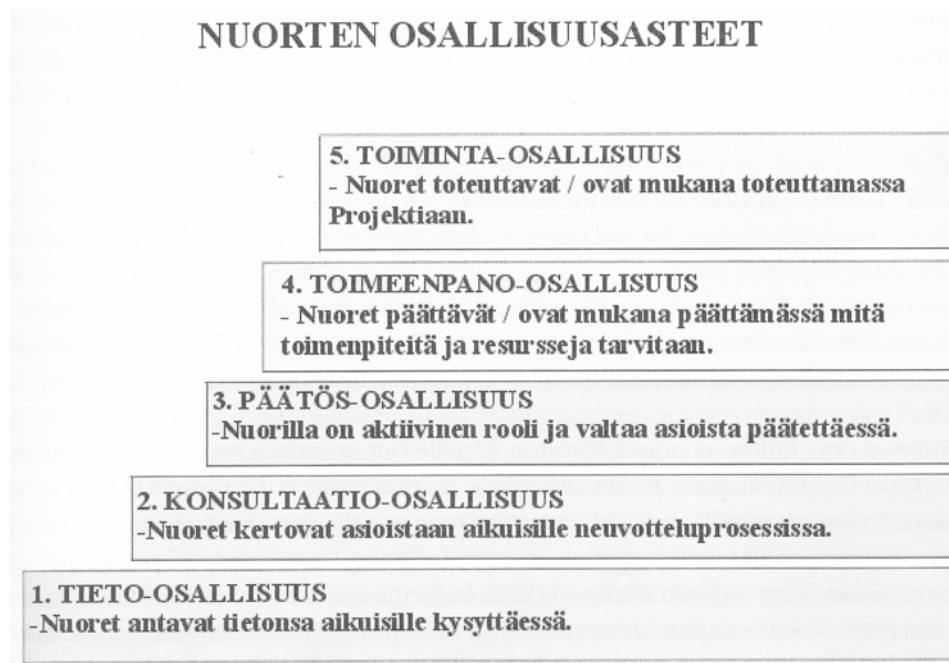 NUORTEN OSALLISUUSASTEET
5. TOIMINTA-OSALLISUUS
- Nuoret toteuttavat / ovat mukana toteuttamassa
Projektiaan.
4. TOIMEENPANO-OSALLISUUS
- Nuoret päättävät / ovat mukana päättämässä mitä
toimenpiteitä ja resursseja tarvitaan.
3. PÄÄTÖS-OSALLISUUS
-Nuorilla on aktiivinen rooli ja valtaa asioista päätettäessä.
2. KONSULTAATIO-OSALLISUUS
-Nuoret kertovat asioistaan aikuisille neuvotteluprosessissa.
1. TIETO-OSALLISUUS
-Nuoret antavat tietonsa aikuisille kysyttäessä.